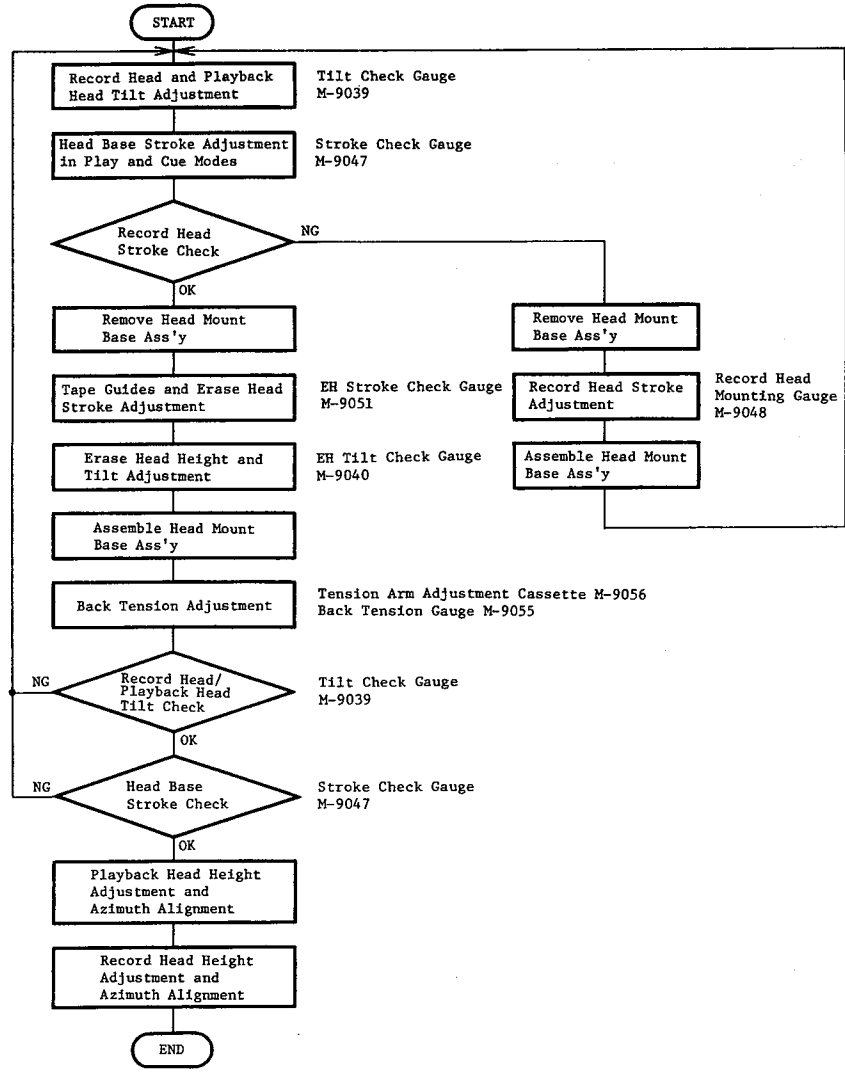 START
Record Head and Playback
Head Tilt Adjustment
Tilt Check Gauge
M-9039
Head Base Stroke Adjustment
in Play and Cue Modes
Stroke Check Gauge
M-9047
Record Head
Stroke Check
NG
OK
Remove Head Mount
Base Ass'y
Remove Head Mount
Base Ass'y
Tape Guides and Erase Head
Stroke Adjustment
EH Stroke Check Gauge
M-9051
Record Head Stroke
Adjustment
Record Head
Mounting Gauge
M-9048
Erase Head Height and
Tilt Adjustment
EH Tilt Check Gauge
M-9040
Assemble Head Mount
Base Ass'y
Assemble Head Mount
Base Ass'y
Back Tension Adjustment
Tension Arm Adjustment Cassette M-9056
Back Tension Gauge M-9055
NG
Record Head/
Playback Head
Tilt Check
Tilt Check Gauge
M-9039
OK
NG
Head Base
Stroke Check
Stroke Check Gauge
M-9047
OK
Playback Head Height
Adjustment and
Azimuth Alignment
Record Head Height
Adjustment and
Azimuth Alignment
END